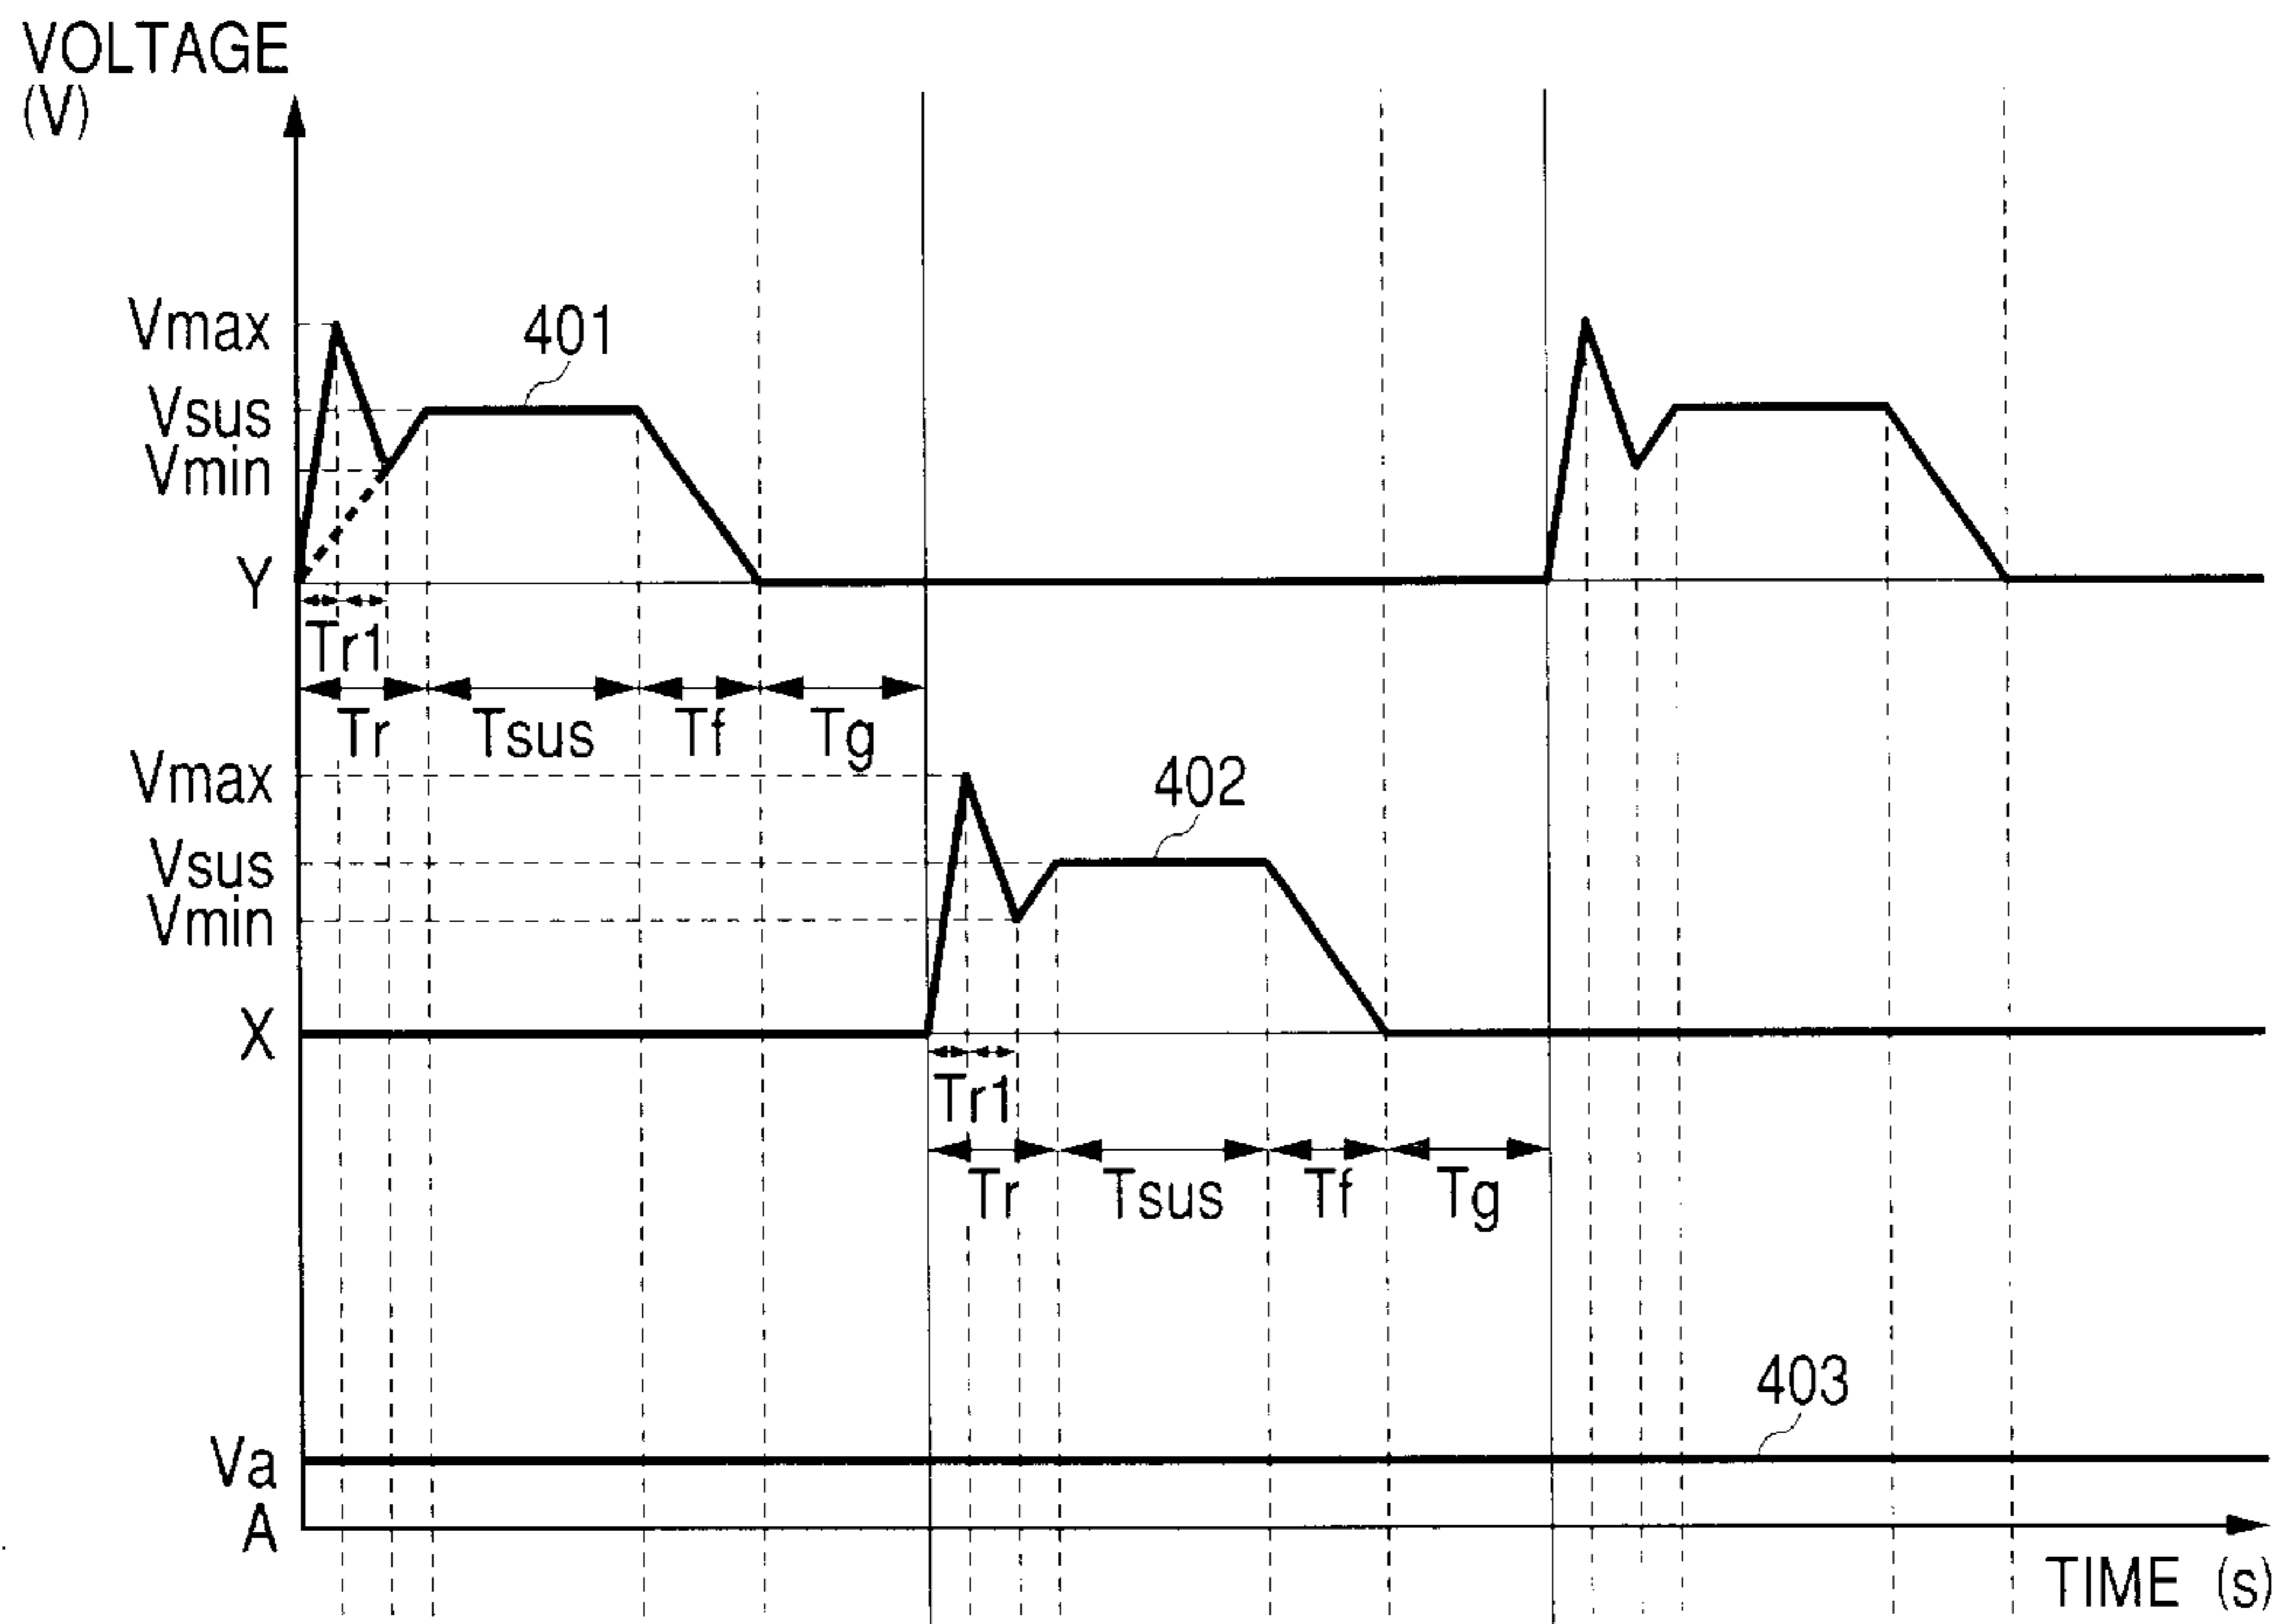 VOLTAGE
(V)
Vmax
401
Vsus
Vmin
Y
Tr1
Tr Tsus Tf Tg
Vmax
402
Vsus
Vmin
X
Tr1
Tr Tsus Tf Tg
403
Va
A
TIME (s)